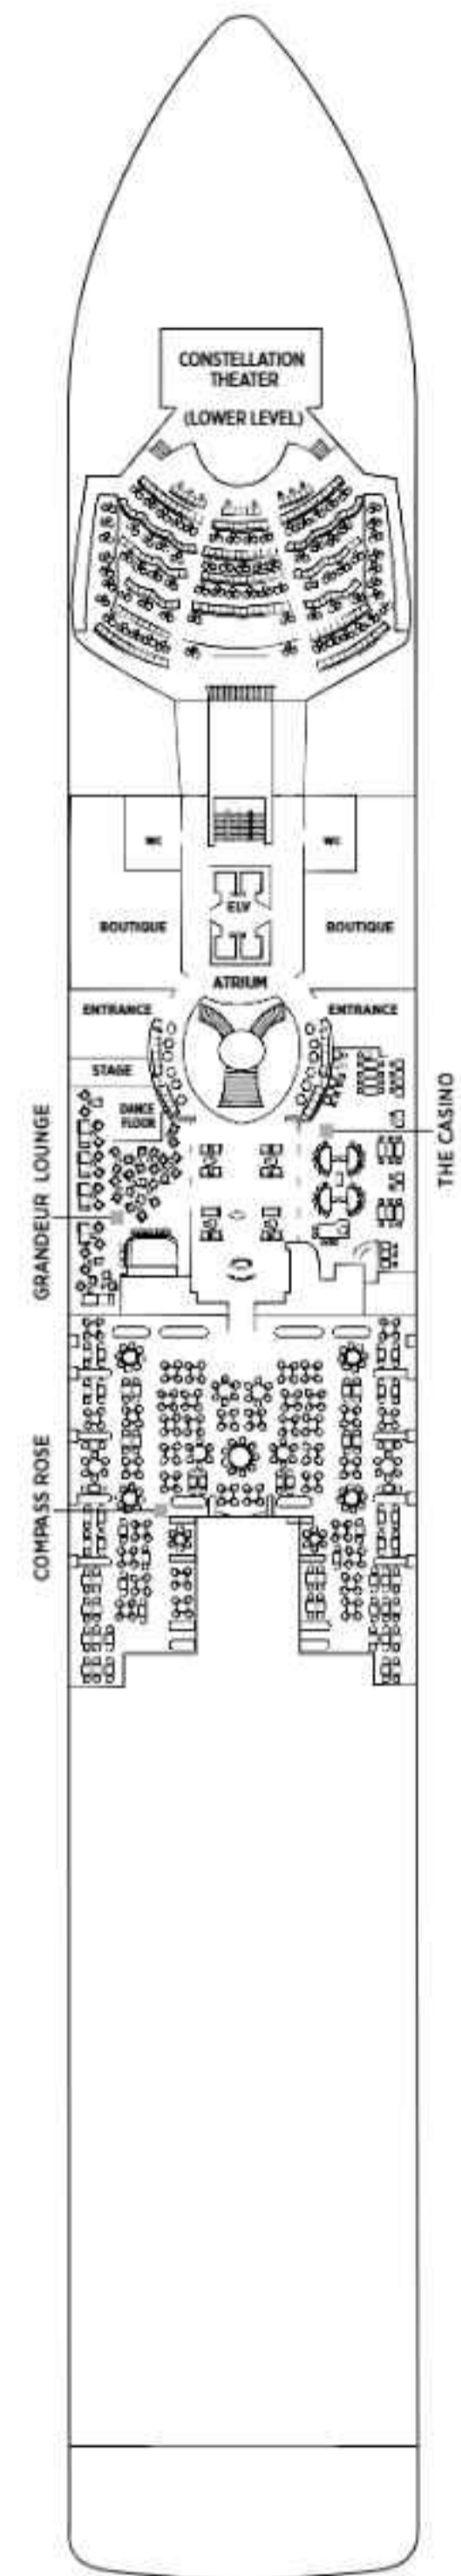 CONSTELLATION
THEATER
(LOWER LEVEL)
WC
WC
ELV
BOUTIQUE
BOUTIQUE
ATRIUM
ENTRANCE
ENTRANCE
STAGE
DANCE
FLOOR
THE CASINO
GRANDEUR LOUNGE
COMPASS ROSE